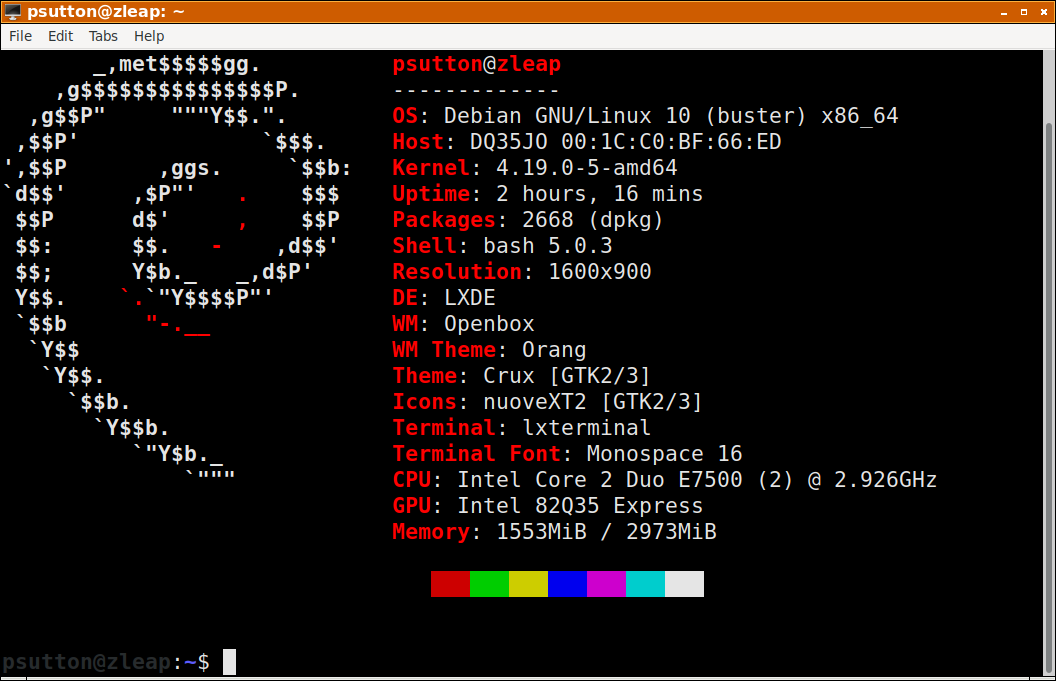 psutton@zleap: ~
File Edit Tabs Help
       _,met$$$$$gg.          psutton@zleap
    ,g$$$$$$$$$$$$$$$P.       -------------
  ,g$$P"     """Y$$.".        OS: Debian GNU/Linux 10 (buster) x86_64
 ,$$P'              `$$$.     Host: DQ35JO 00:1C:C0:BF:66:ED
',$$P       ,ggs.     `$$b:   Kernel: 4.19.0-5-amd64
`d$$'     ,$P"'   .    $$$    Uptime: 2 hours, 16 mins
 $$P      d$'     ,    $$P    Packages: 2668 (dpkg)
 $$:      $$.   -    ,d$$'    Shell: bash 5.0.3
 $$;      Y$b._   _,d$P'      Resolution: 1600x900
 Y$$.    `.`"Y$$$$P"'         DE: LXDE
 `$$b      "-.__              WM: Openbox
  `Y$$                        WM Theme: Orang
   `Y$$.                      Theme: Crux [GTK2/3]
     `$$b.                    Icons: nuoveXT2 [GTK2/3]
       `Y$$b.                 Terminal: lxterminal
          `"Y$b._             Terminal Font: Monospace 16
              `"""            CPU: Intel Core 2 Duo E7500 (2) @ 2.926GHz
                              GPU: Intel 82Q35 Express
                              Memory: 1553MiB / 2973MiB
psutton@zleap:~$